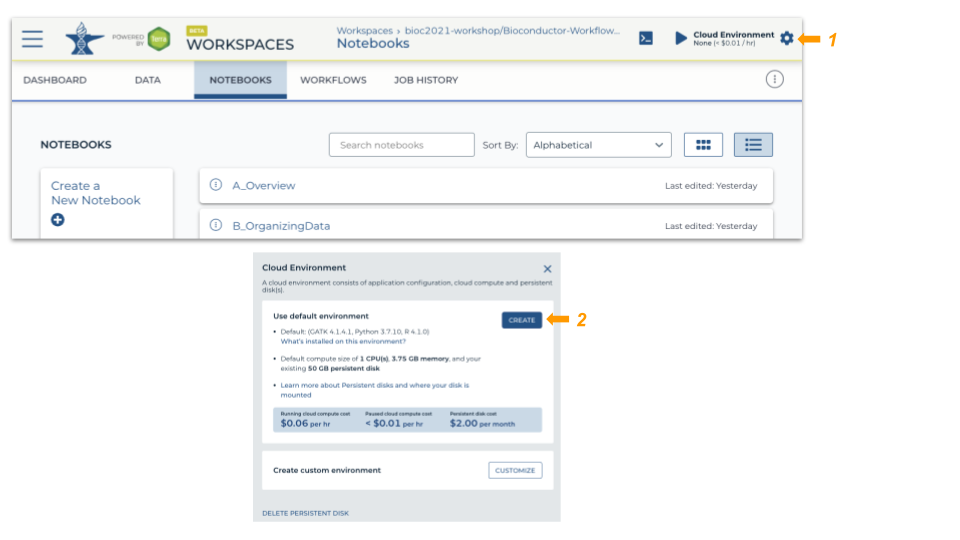 POWERED
BY
Terra
BETA
WORKSPACES
Workspaces › bioc2021-workshop/Bioconductor-Workflow...
Notebooks
Cloud Environment
None (< $0.01 / hr)
1
DASHBOARD DATA NOTEBOOKS WORKFLOWS JOB HISTORY
NOTEBOOKS
Search notebooks
Sort By: Alphabetical
Create a
New Notebook
A_Overview
Last edited: Yesterday
B_OrganizingData
Last edited: Yesterday
Cloud Environment
A cloud environment consists of application configuration, cloud compute and persistent
disk(s).
Use default environment
CREATE
2
• Default: (GATK 4.1.4.1, Python 3.7.10, R 4.1.0)
What's installed on this environment?
• Default compute size of 1 CPU(s), 3.75 GB memory, and your
existing 50 GB persistent disk
• Learn more about Persistent disks and where your disk is
mounted
Running cloud compute cost Paused cloud compute cost Persistent disk cost
$0.06 per hr < $0.01 per hr $2.00 per month
Create custom environment
CUSTOMIZE
DELETE PERSISTENT DISK